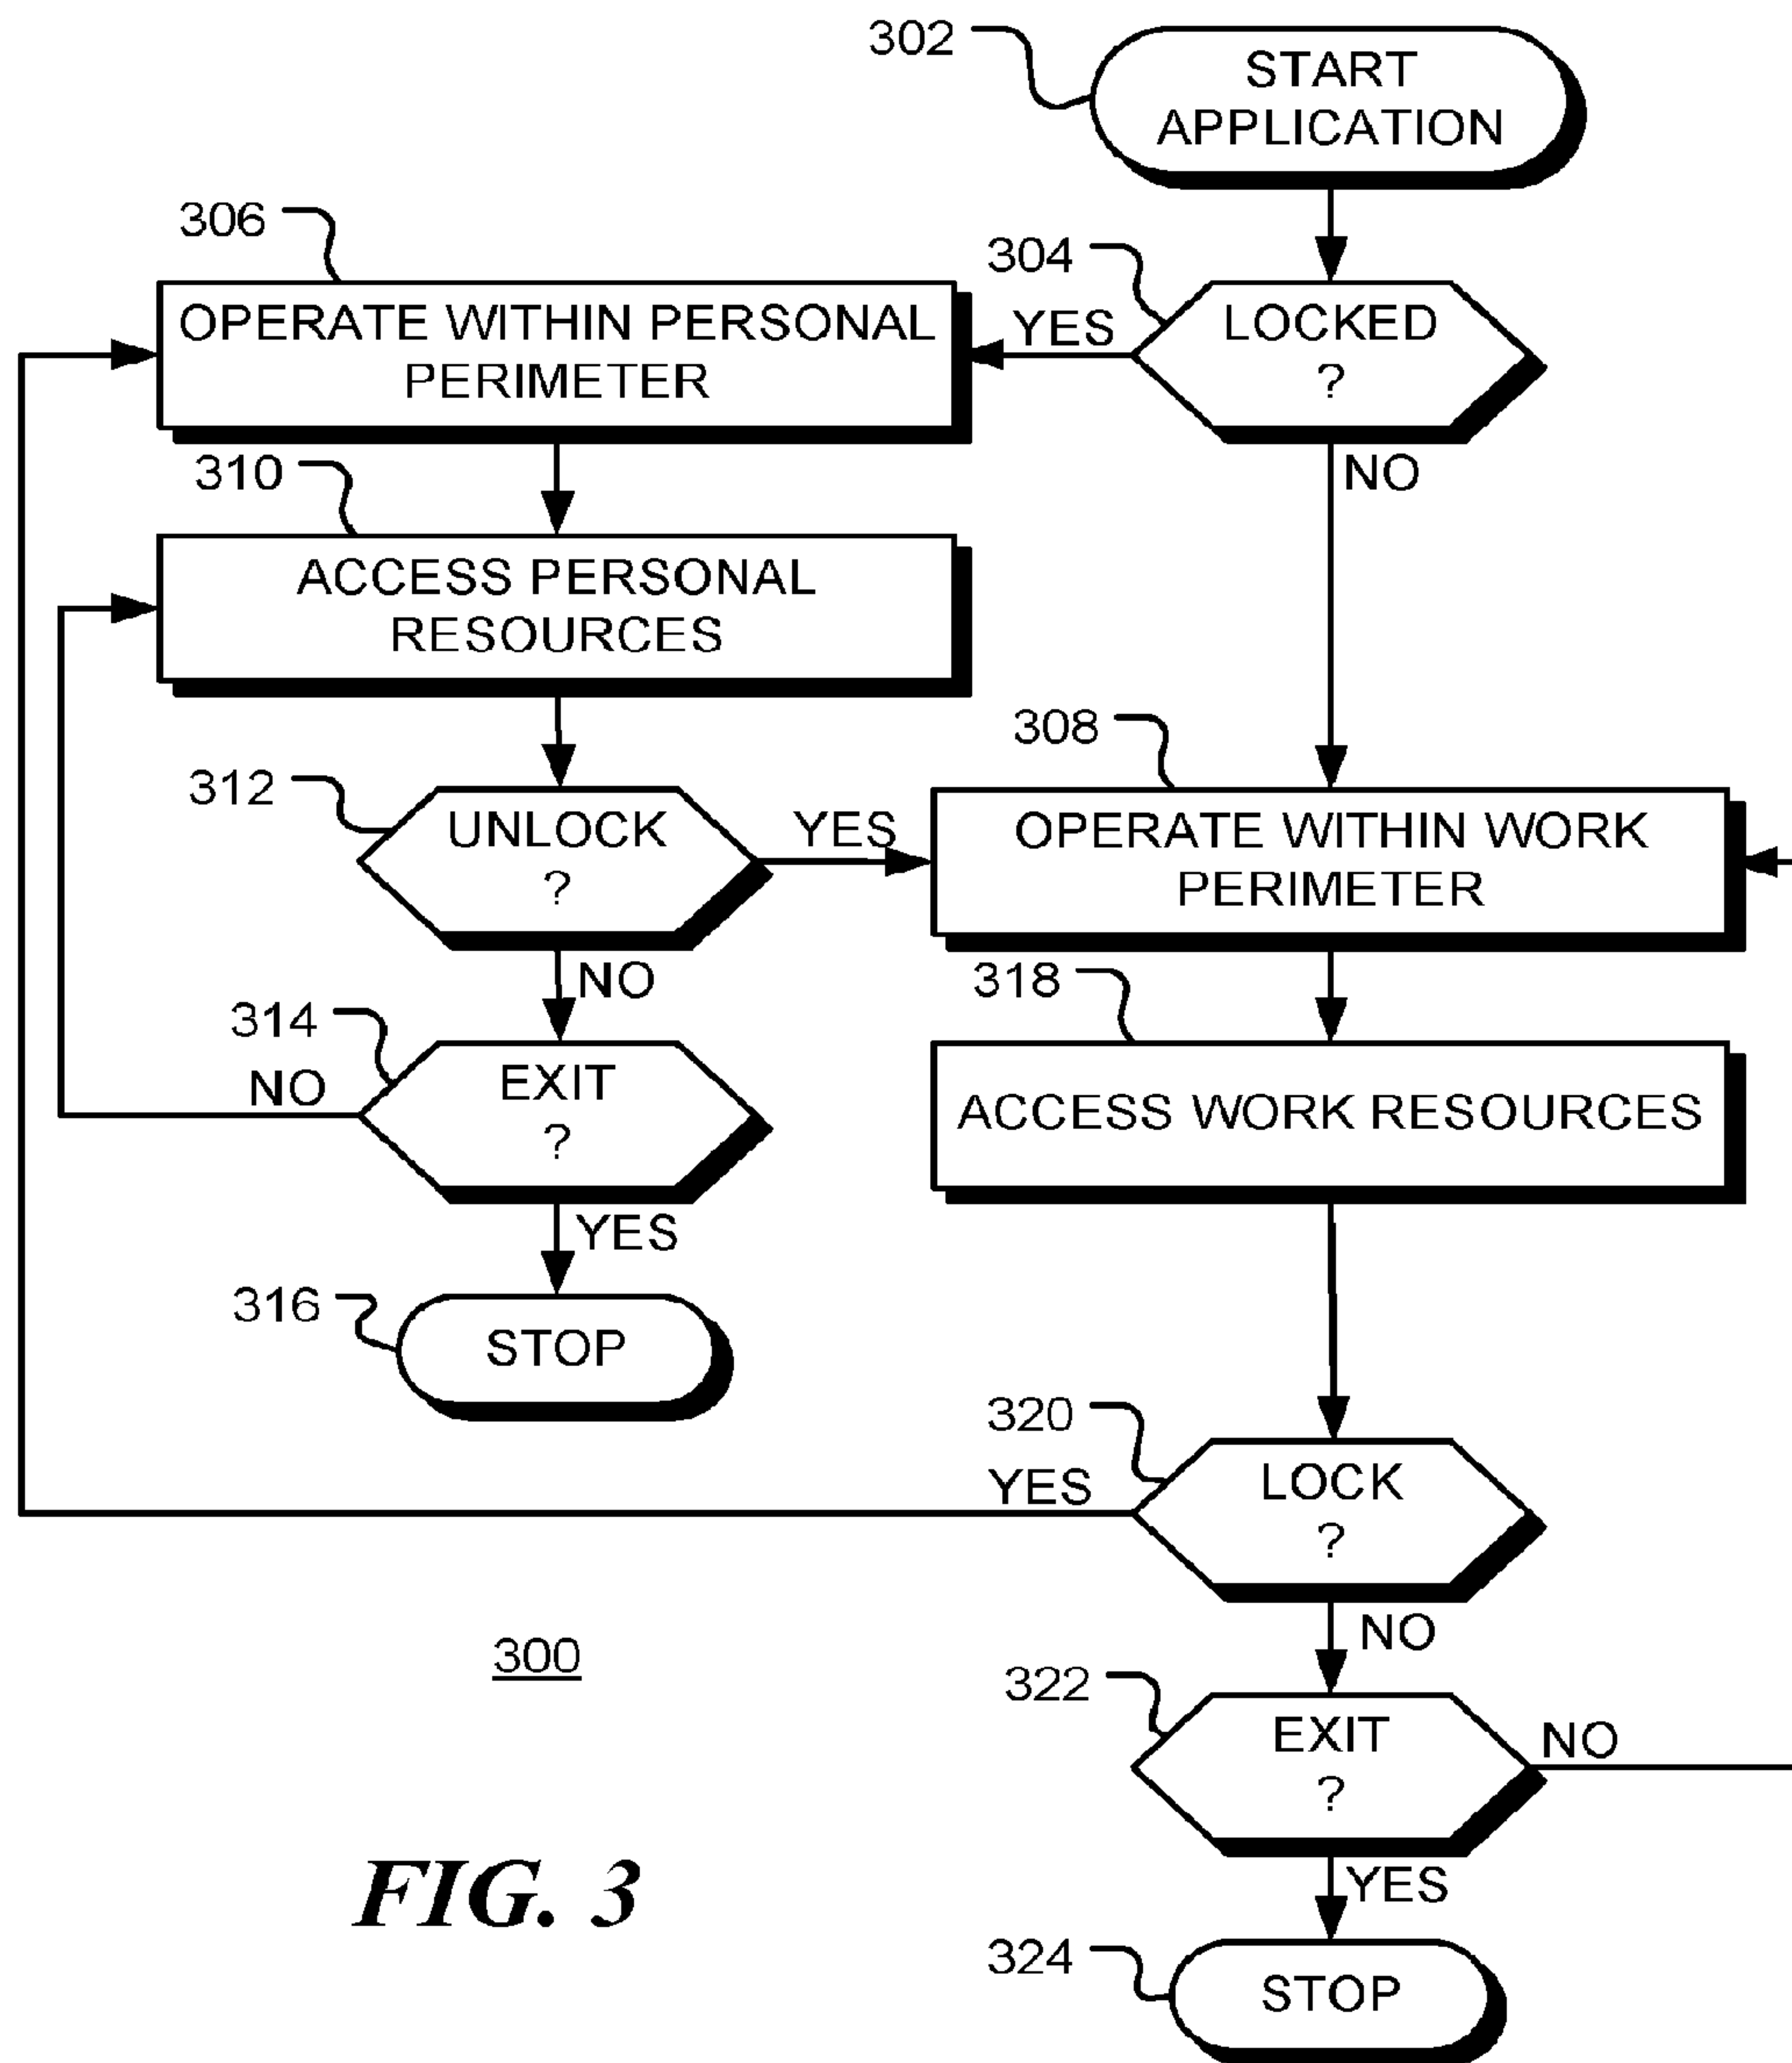 302
START
APPLICATION
306
304
OPERATE WITHIN PERSONAL
PERIMETER
YES
LOCKED
?
310
NO
ACCESS PERSONAL
RESOURCES
308
312
UNLOCK
?
YES
OPERATE WITHIN WORK
PERIMETER
NO
318
314
NO
EXIT
?
ACCESS WORK RESOURCES
YES
316
STOP
320
YES
LOCK
?
NO
300
322
EXIT
?
NO
YES
FIG. 3
324
STOP